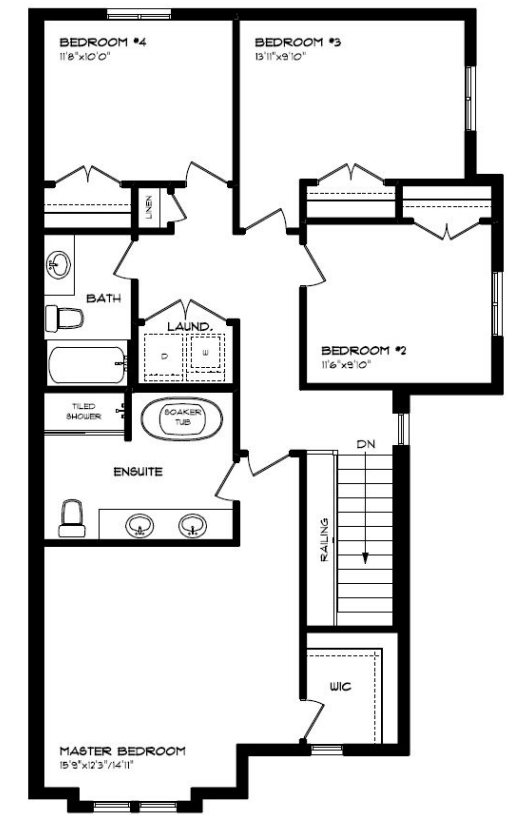 BEDROOM #4
11'8"x10'0"
BEDROOM #3
13'11"x9'10"
LINEN
BATH
LAUND.
D
W
BEDROOM #2
11'6"x9'10"
TILED
SHOWER
SOAKER
TUB
ENSUITE
DN
RAILING
WIC
MASTER BEDROOM
15'9"x12'3"/14'11"